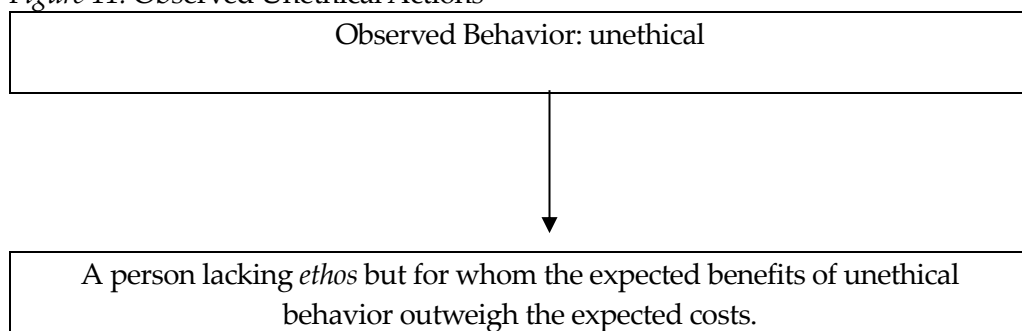 Figure 11: Observed Unethical Actions
Observed Behavior: unethical
A person lacking ethos but for whom the expected benefits of unethical
behavior outweigh the expected costs.